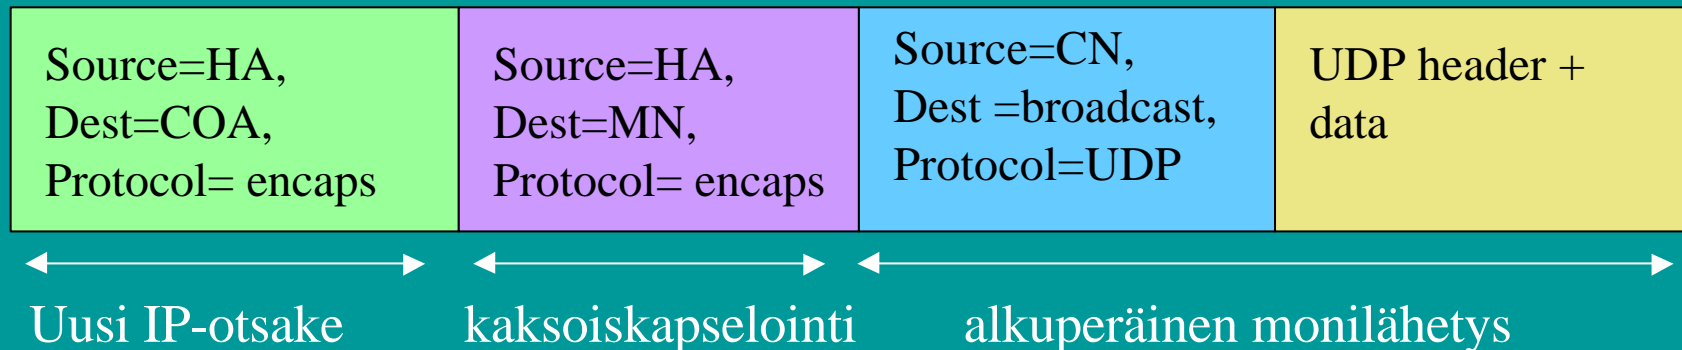 Source=HA,
Dest=COA,
Protocol= encaps
Source=HA,
Dest=MN,
Protocol= encaps
Source=CN,
Dest =broadcast,
Protocol=UDP
UDP header +
data
Uusi IP-otsake
kaksoiskapselointi
alkuperäinen monilähetys